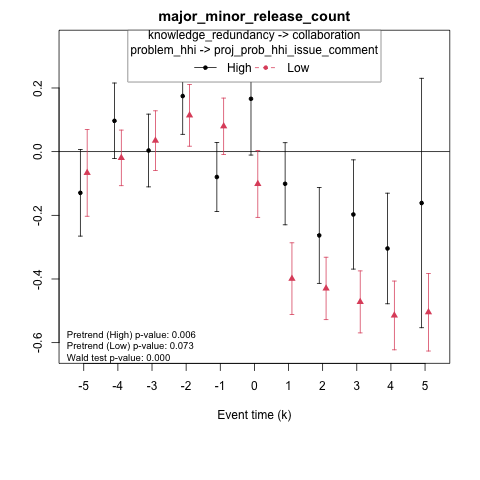 major_minor_release_count
knowledge_redundancy -> collaboration
problem_hhi -> proj_prob_hhi_issue_comment
High Low
0.2
0.0
-0.2
-0.4
-0.6
Pretrend (High) p-value: 0.006
Pretrend (Low) p-value: 0.073
Wald test p-value: 0.000
-5 -4 -3 -2 -1 0 1 2 3 4 5
Event time (k)